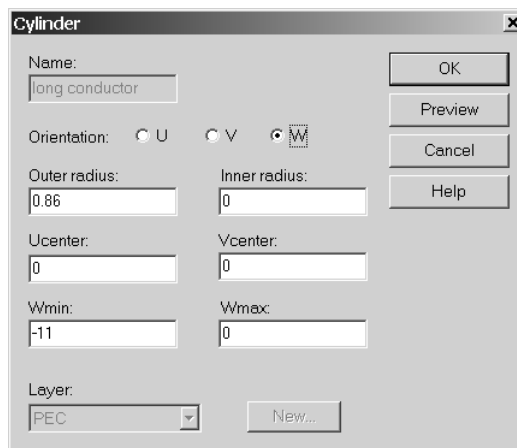 Cylinder
Name:
long conductor
OK
Preview
Orientation: U V W
Cancel
Outer radius: Inner radius:
Help
0.86 0
Ucenter: Vcenter:
0 0
Wmin: Wmax:
-11 0
Layer:
PEC New...